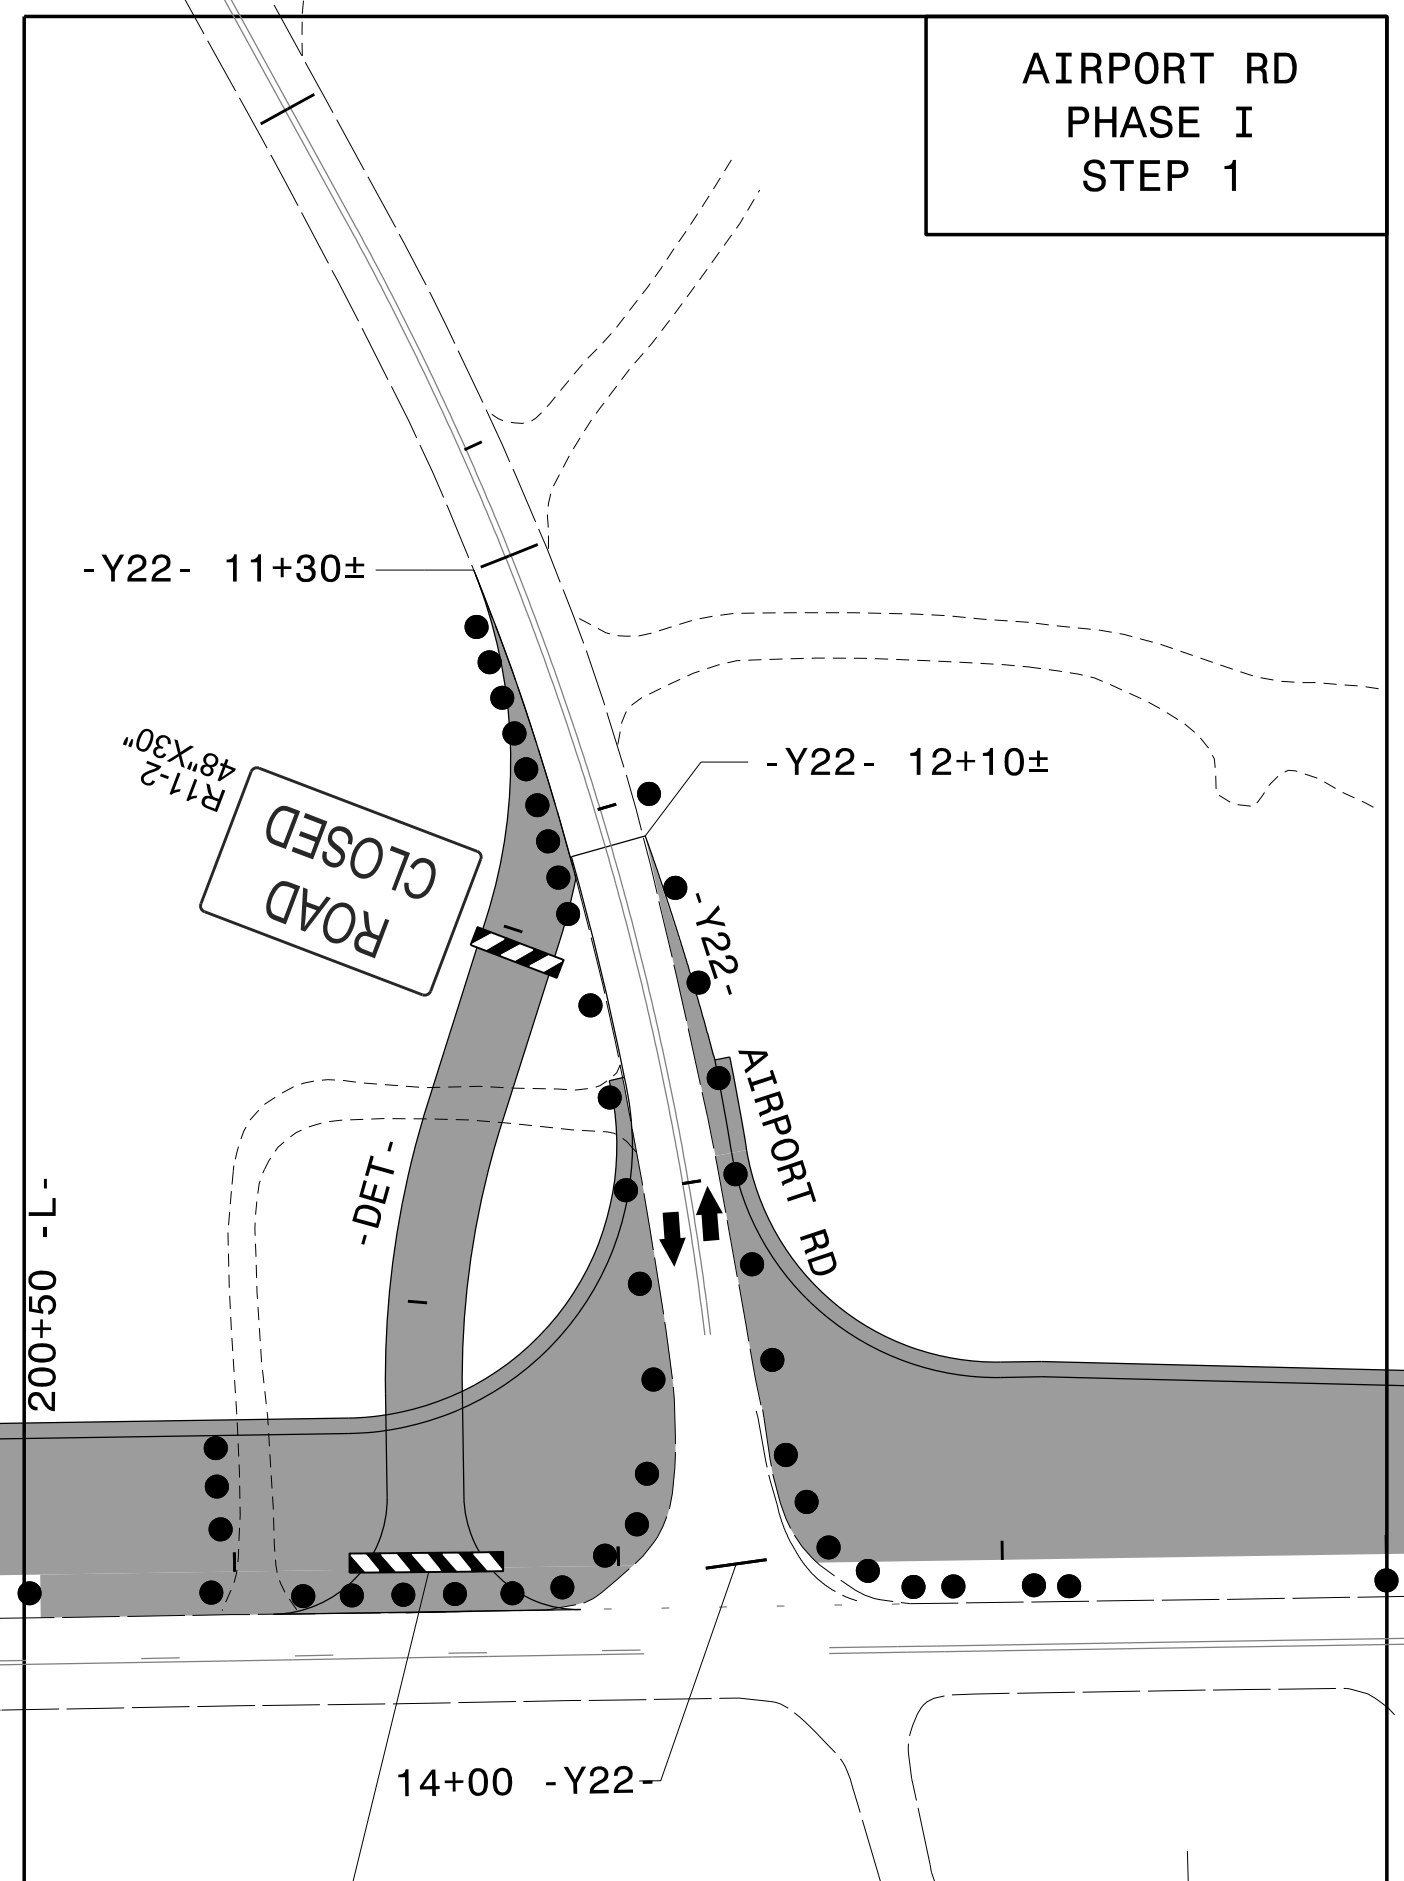 AIRPORT RD
PHASE I
STEP 1
-Y22- 11+30±
-Y22- 12+10±
R11-2
48"X30"
ROAD
CLOSED
-Y22-
AIRPORT RD
-DET-
200+50 -L-
14+00 -Y22-